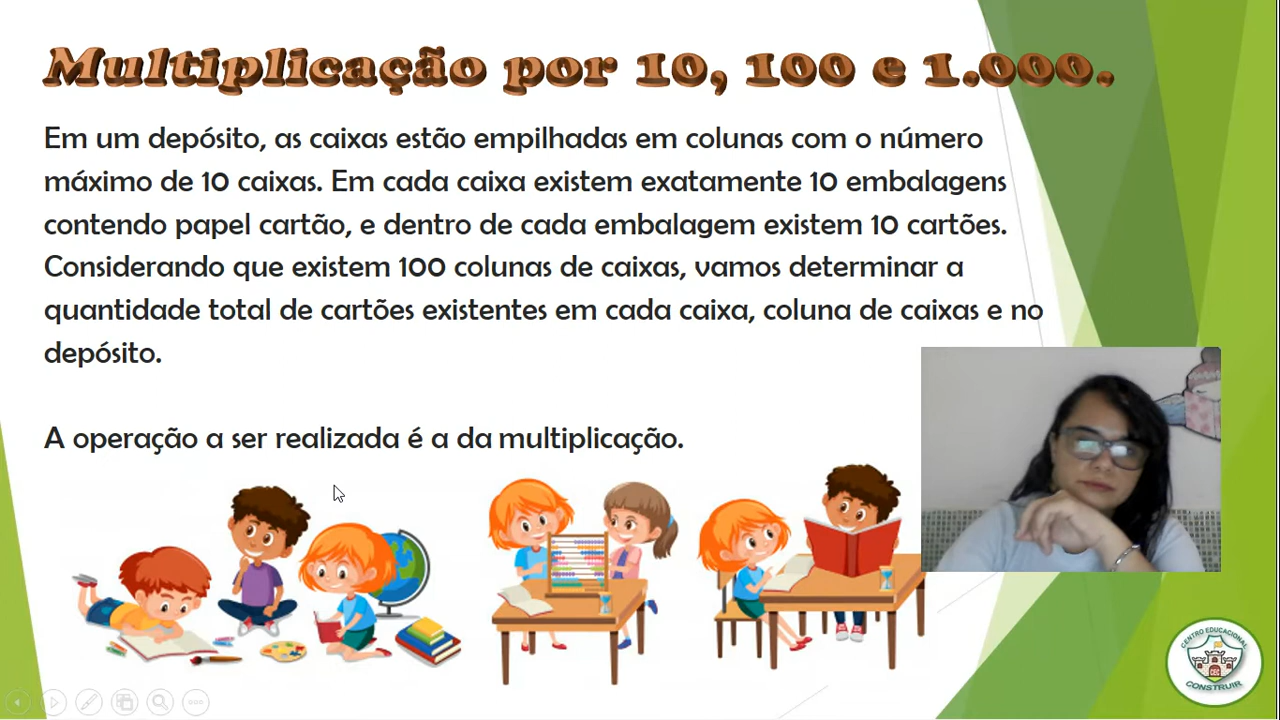 Multiplicação por 10, 100 e 1.000.
Em um depósito, as caixas estão empilhadas em colunas com o número
máximo de 10 caixas. Em cada caixa existem exatamente 10 embalagens
contendo papel cartão, e dentro de cada embalagem existem 10 cartões.
Considerando que existem 100 colunas de caixas, vamos determinar a
quantidade total de cartões existentes em cada caixa, coluna de caixas e no
depósito.
A operação a ser realizada é a da multiplicação.
CENTRO EDUCACIONAL
CEC
CONSTRUIR